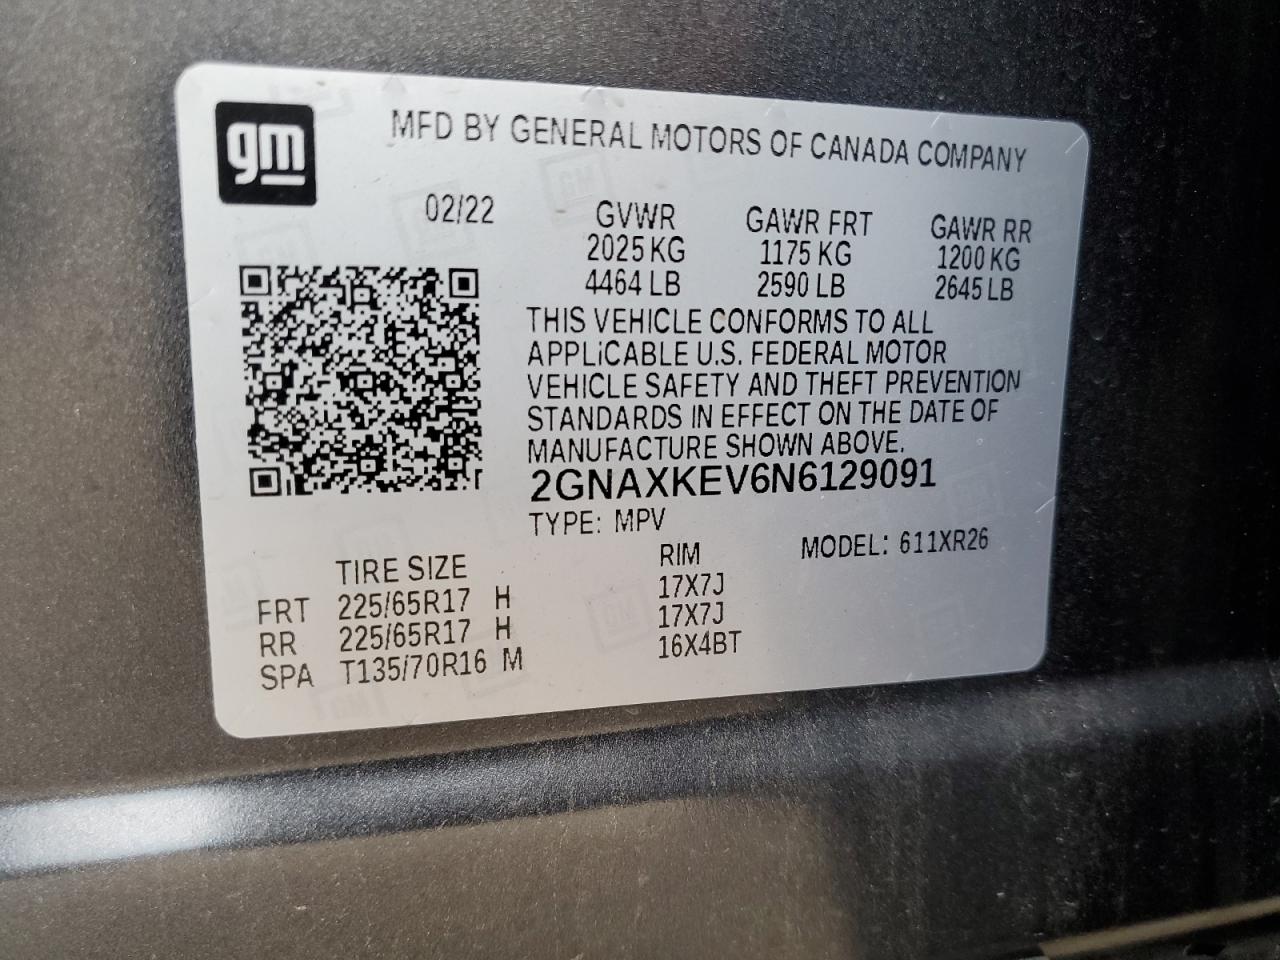 gm
MFD BY GENERAL MOTORS OF CANADA COMPANY
02/22
GVWR GAWR FRT GAWR RR
2025 KG 1175 KG 1200 KG
4464 LB 2590 LB 2645 LB
THIS VEHICLE CONFORMS TO ALL
APPLiCABLE U.S. FEDERAL MOTOR
VEHICLE SAFETY AND THEFT PREVENTION
STANDARDS IN EFFECT ON THE DATE OF
MANUFACTURE SHOWN ABOVE.
2GNAXKEV6N6129091
TYPE: MPV MODEL: 611XR26
TIRE SIZE RIM
FRT 225/65R17 H 17X7J
RR 225/65R17 H 17X7J
SPA T135/70R16 M 16X4BT